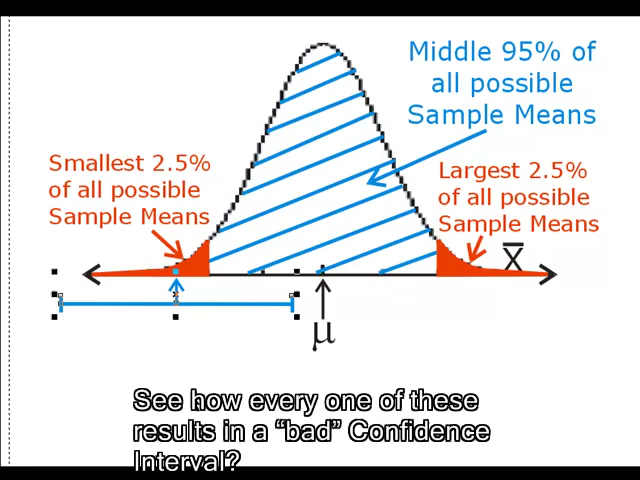 Middle 95% of
all possible
Sample Means
Smallest 2.5%
of all possible
Sample Means
Largest 2.5%
of all possible
Sample Means
X̅
μ
See how every one of these
results in a “bad” Confidence
Interval?